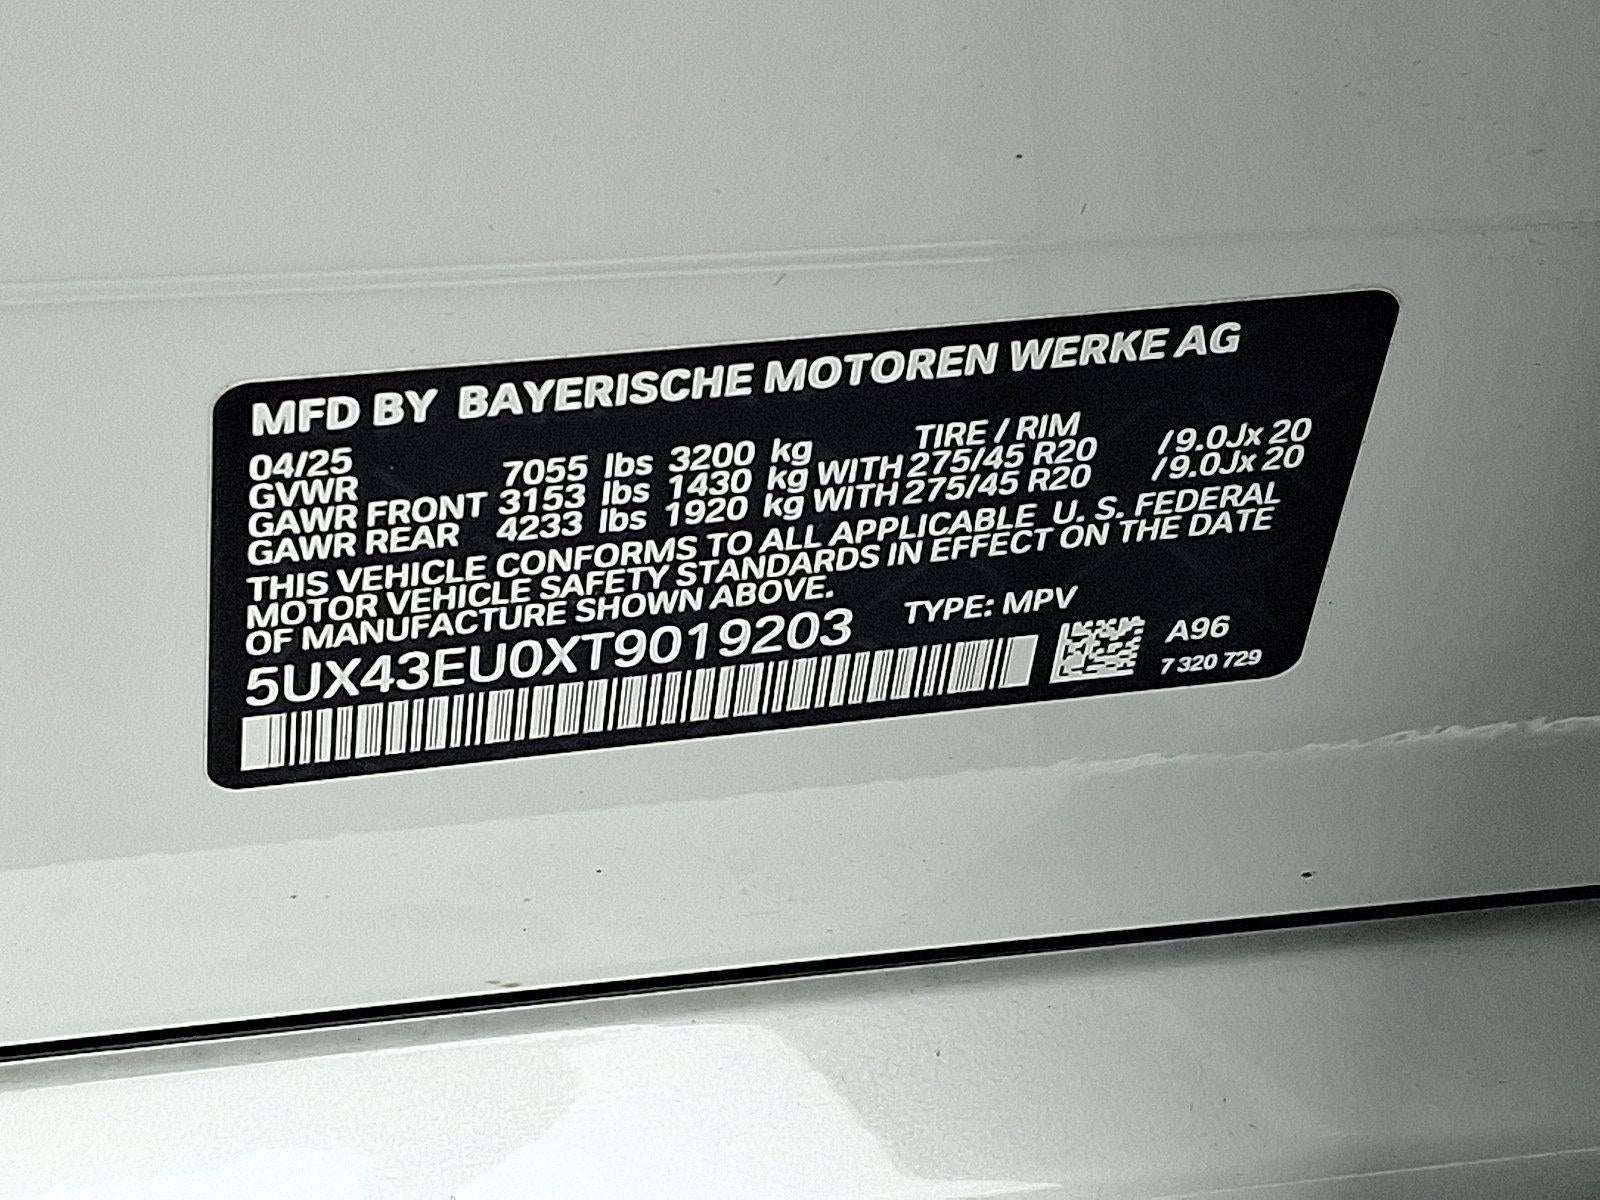 MFD BY BAYERISCHE MOTOREN WERKE AG
04/25 TIRE / RIM
GVWR 7055 lbs 3200 kg
GAWR FRONT 3153 lbs 1430 kg WITH 275/45 R20 /9.0Jx 20
GAWR REAR 4233 lbs 1920 kg WITH 275/45 R20 /9.0Jx 20
THIS VEHICLE CONFORMS TO ALL APPLICABLE U. S. FEDERAL
MOTOR VEHICLE SAFETY STANDARDS IN EFFECT ON THE DATE
OF MANUFACTURE SHOWN ABOVE.
TYPE: MPV
5UX43EU0XT9019203
A96
7 320 729